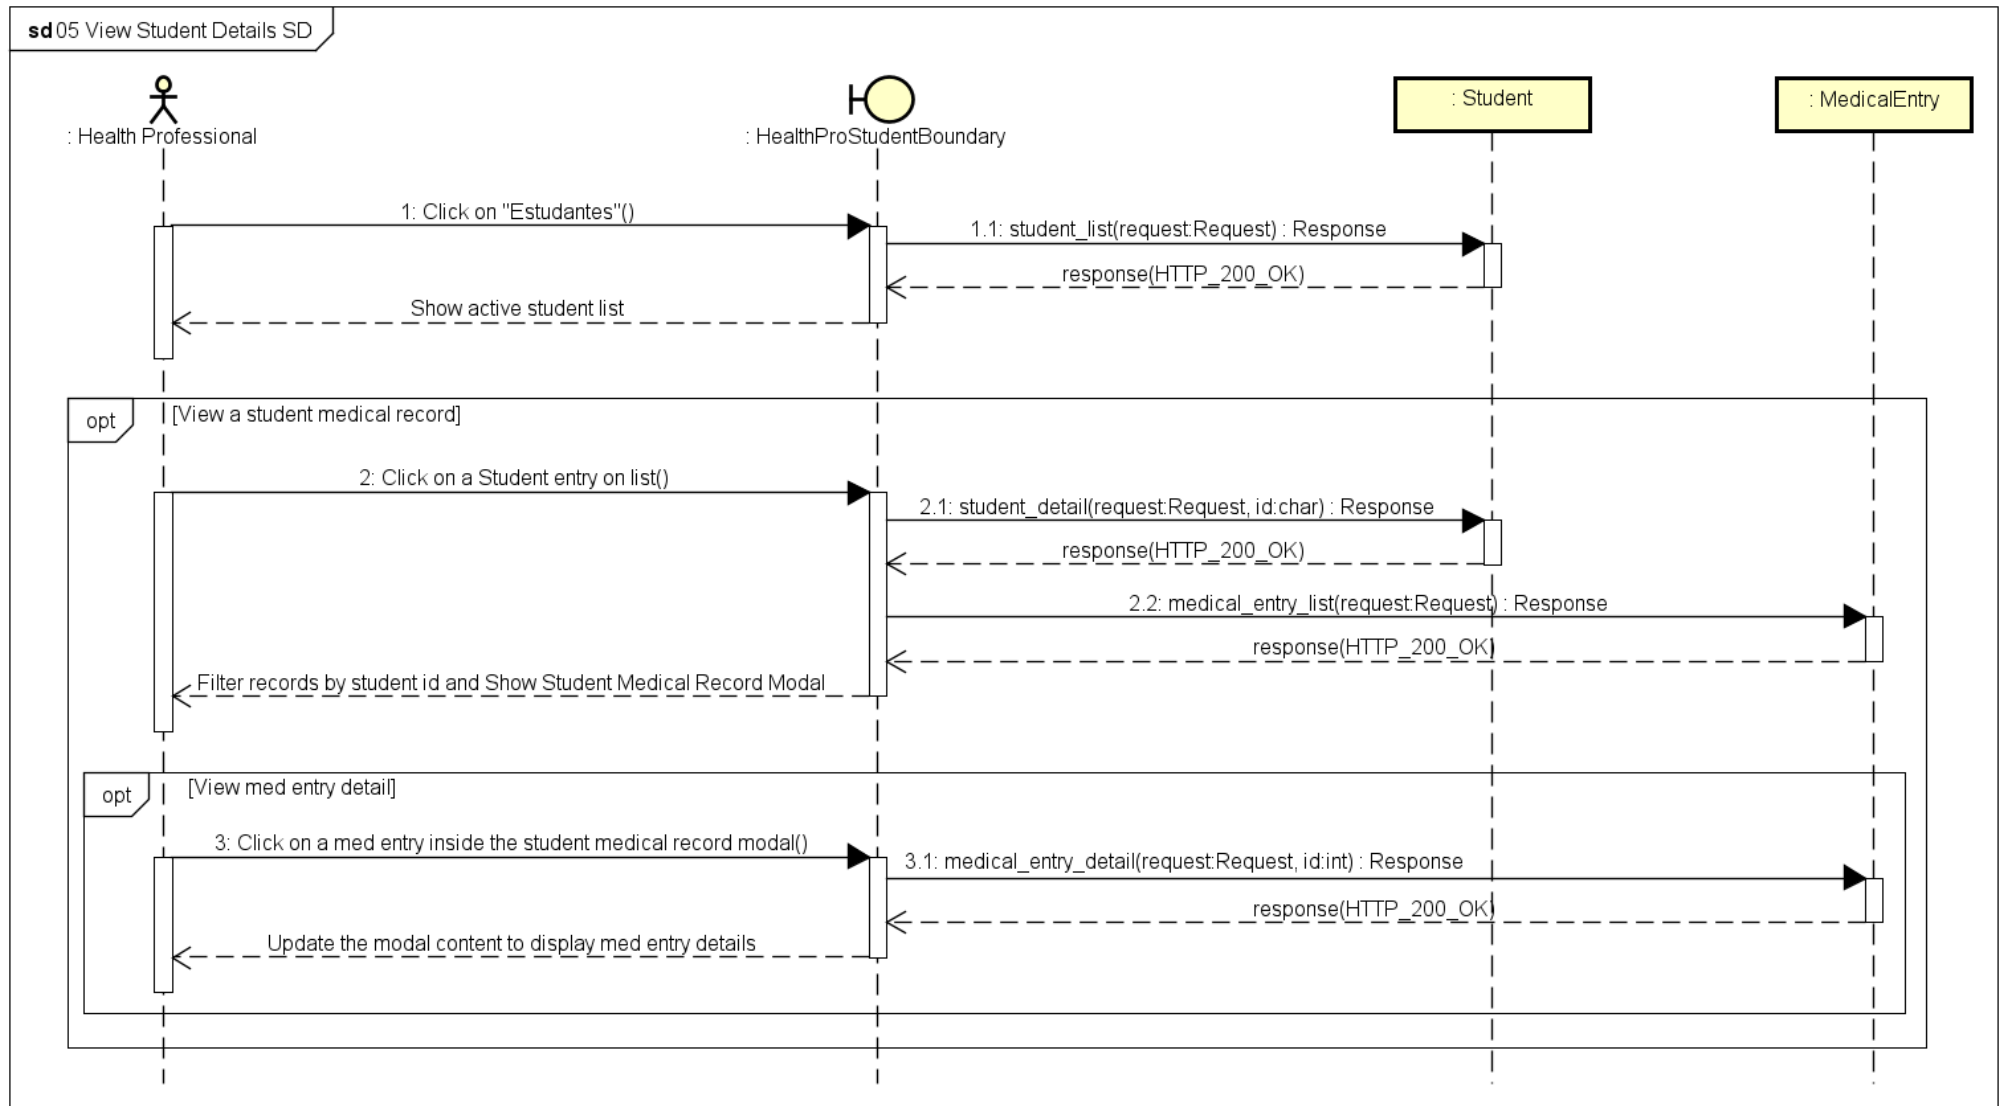 sd 05 View Student Details SD
: Health Professional
: HealthProStudentBoundary
: Student
: MedicalEntry
1: Click on "Estudantes"()
1.1: student_list(request:Request) : Response
response(HTTP_200_OK)
Show active student list
opt
[View a student medical record]
2: Click on a Student entry on list()
2.1: student_detail(request:Request, id:char) : Response
response(HTTP_200_OK)
2.2: medical_entry_list(request:Request) : Response
response(HTTP_200_OK)
Filter records by student id and Show Student Medical Record Modal
opt
[View med entry detail]
3: Click on a med entry inside the student medical record modal()
3.1: medical_entry_detail(request:Request, id:int) : Response
response(HTTP_200_OK)
Update the modal content to display med entry details